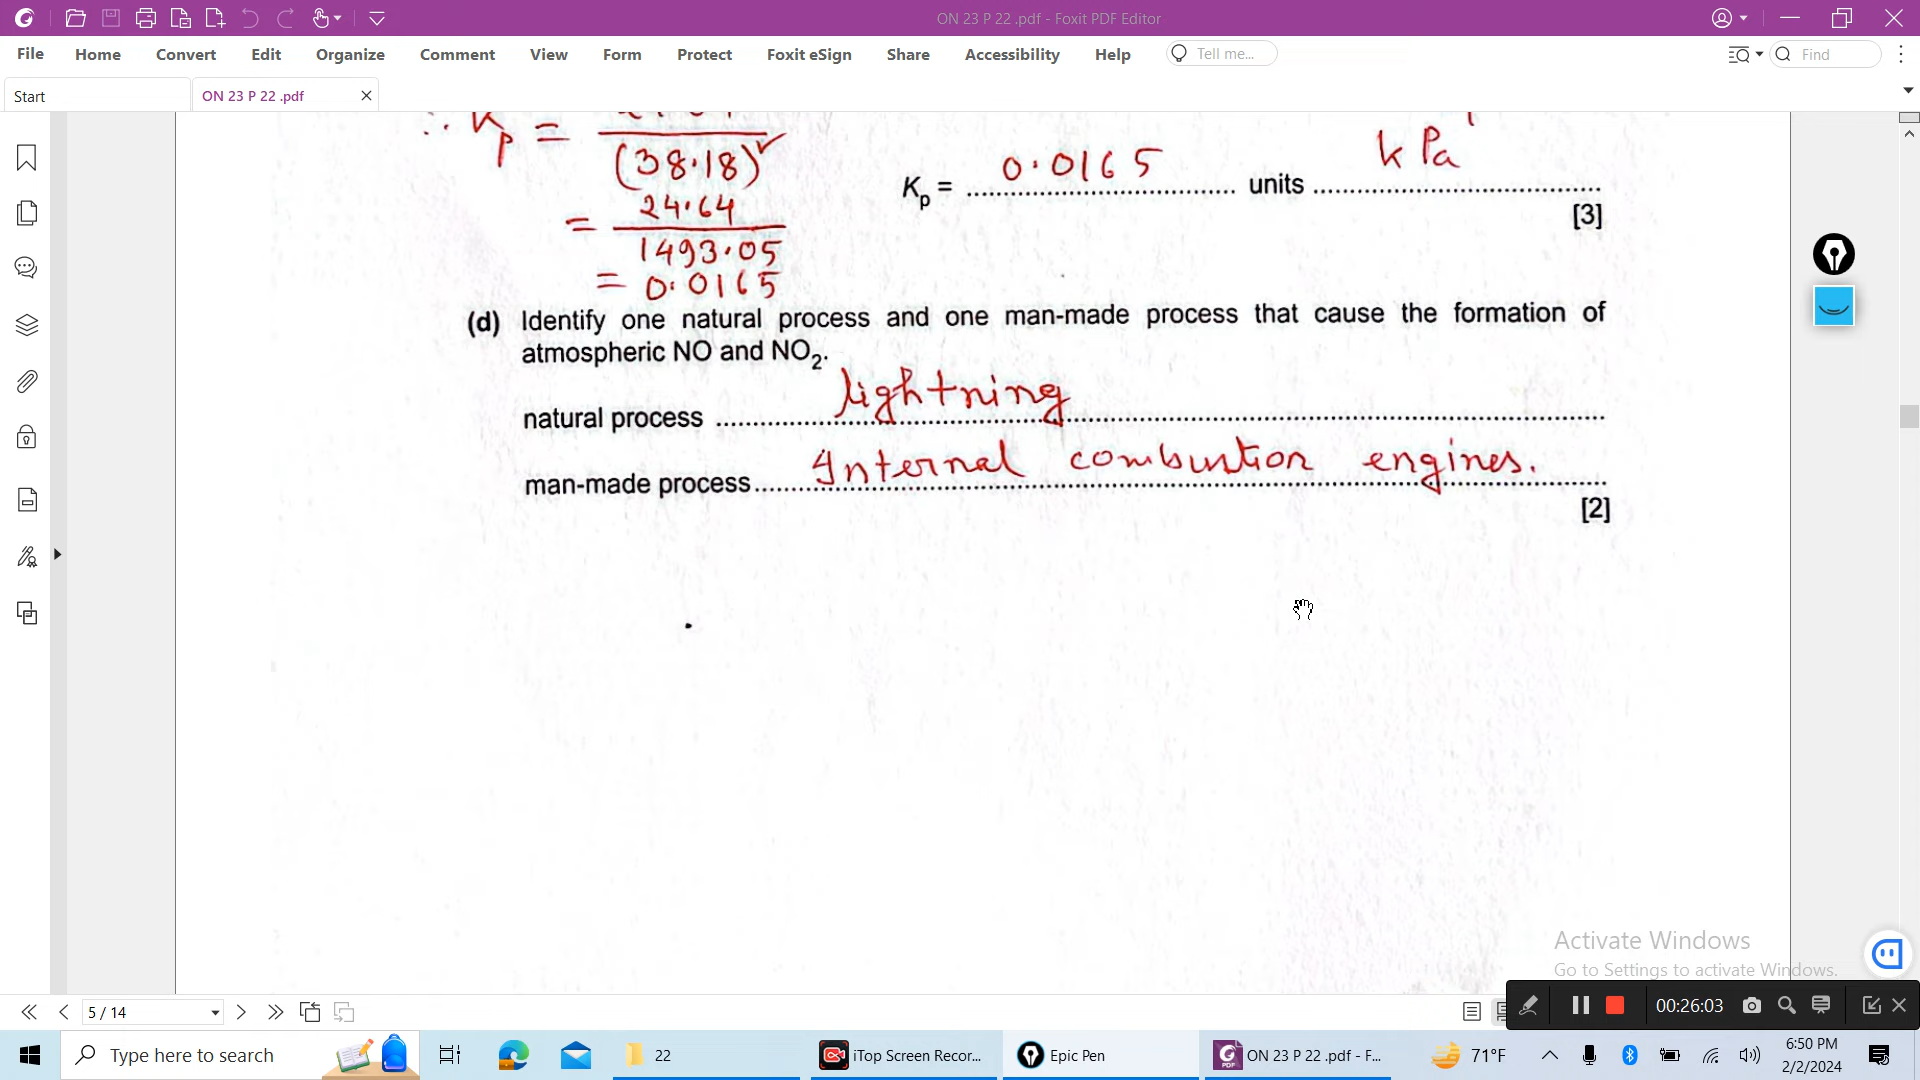 ON 23 P 22 .pdf - Foxit PDF Editor
File Home Convert Edit Organize Comment View Form Protect Foxit eSign Share Accessibility Help Tell me... Find
Start ON 23 P 22 .pdf
∴ Kp =
(38.18)
Kp = 0.0165 units kPa
= 24.64
1493.05
[3]
= 0.0165
(d) Identify one natural process and one man-made process that cause the formation of
atmospheric NO and NO2.
natural process lightning
man-made process Internal combustion engines.
[2]
Activate Windows
Go to Settings to activate Windows.
5 / 14
00:26:03
Type here to search
22
iTop Screen Recor...
Epic Pen
ON 23 P 22 .pdf - F...
71°F
6:50 PM
2/2/2024